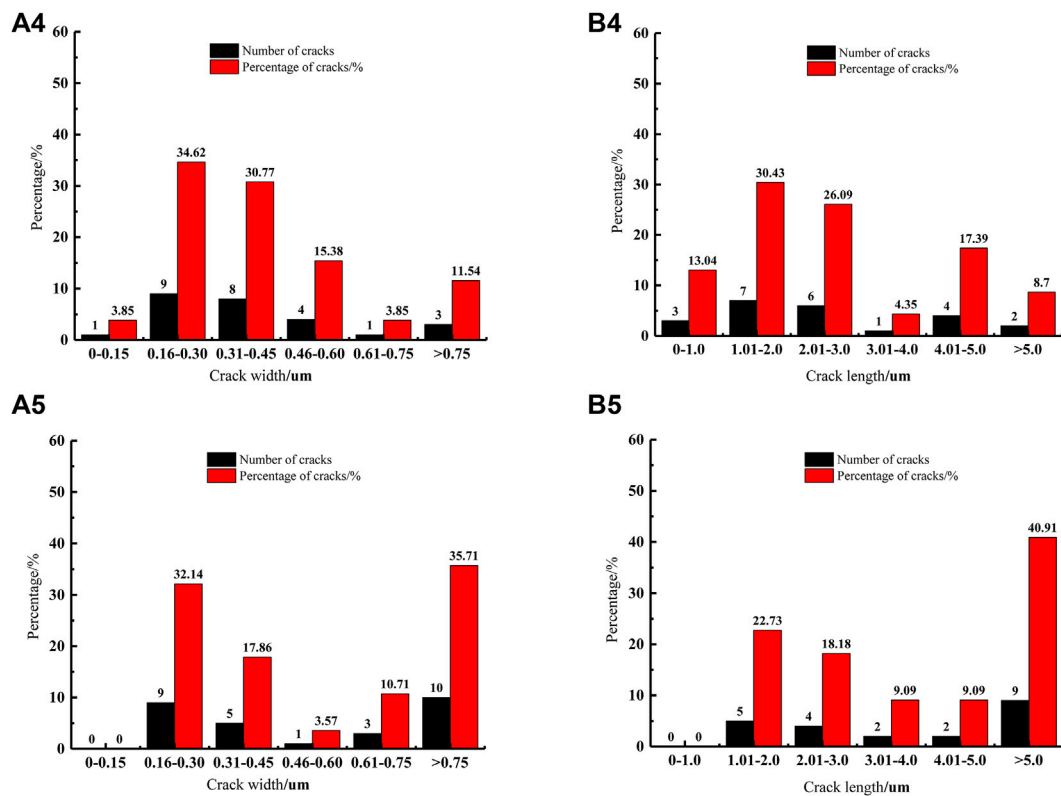 A4
60
50
40
30
20
10
0
Percentage/%
Number of cracks
Percentage of cracks/%
1 3.85 9 34.62 8 30.77 4 15.38 1 3.85 3 11.54
0-0.15 0.16-0.30 0.31-0.45 0.46-0.60 0.61-0.75 >0.75
Crack width/um
B4
60
50
40
30
20
10
0
Percentage/%
Number of cracks
Percentage of cracks/%
3 13.04 7 30.43 6 26.09 1 4.35 4 17.39 2 8.7
0-1.0 1.01-2.0 2.01-3.0 3.01-4.0 4.01-5.0 >5.0
Crack length/um
A5
60
50
40
30
20
10
0
Percentage/%
Number of cracks
Percentage of cracks/%
0 0 9 32.14 5 17.86 1 3.57 3 10.71 10 35.71
0-0.15 0.16-0.30 0.31-0.45 0.46-0.60 0.61-0.75 >0.75
Crack width/um
B5
60
50
40
30
20
10
0
Percentage/%
Number of cracks
Percentage of cracks/%
0 0 5 22.73 4 18.18 2 9.09 2 9.09 9 40.91
0-1.0 1.01-2.0 2.01-3.0 3.01-4.0 4.01-5.0 >5.0
Crack length/um